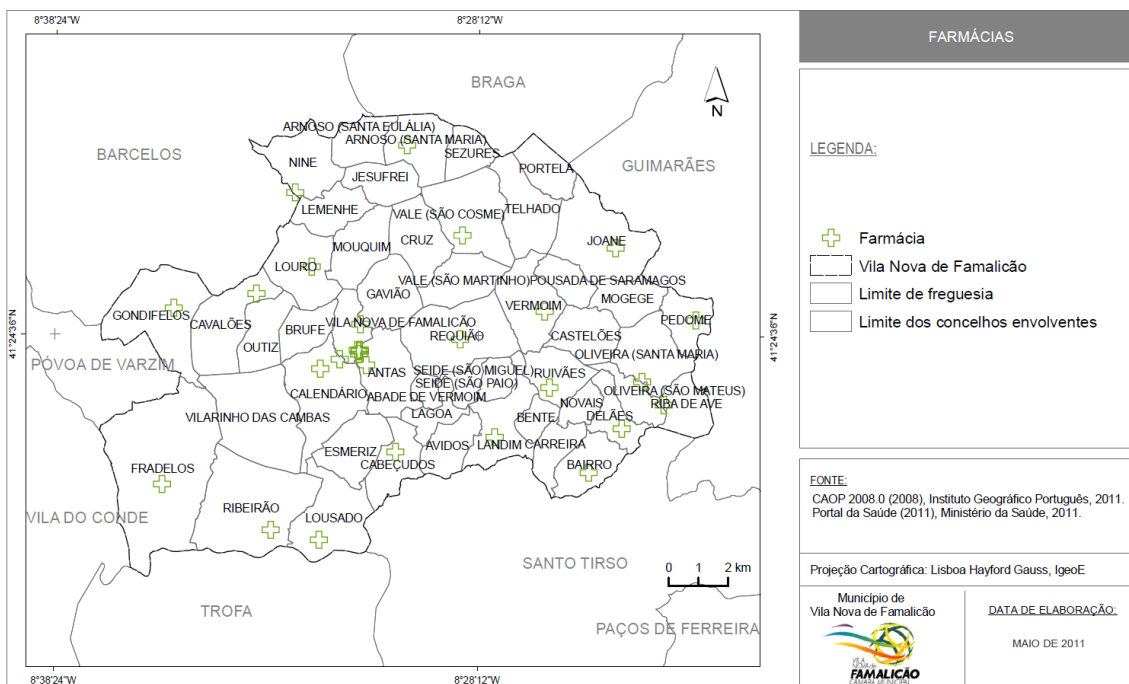 8°38'24"W
8°28'12"W
FARMÁCIAS
BRAGA
N
BARCELOS
GUIMARÃES
LEGENDA:
ARNOSO (SANTA EULÁLIA)
ARNOSO (SANTA MARIA)
SEZURES
NINE
PORTELA
JESUFREI
LEMENHE
VALE (SÃO COSME)
TELHADO
CRUZ
JOANE
MOUQUIM
LOURO
Farmácia
Vila Nova de Famalicão
Limite de freguesia
Limite dos concelhos envolventes
VALE (SÃO MARTINHO)
POUSADA DE SARAMAGOS
GAVIÃO
MOGEGE
VERMOIM
GONDIFELOS
CAVALÕES
BRUFE
VILA NOVA DE FAMALICÃO
PEDOME
REQUIÃO
CASTELÕES
41°24'36"N
41°24'36"N
OUTIZ
OLIVEIRA (SANTA MARIA)
PÓVOA DE VARZIM
ANTAS
SEIDE (SÃO MIGUEL)
RUIVÃES
SEIDE (SÃO PAIO)
CALENDÁRIO
ABADE DE VERMOIM
OLIVEIRA (SÃO MATEUS)
NOVAIS
RIBA DE AVE
LAGOA
DELÃES
VILARINHO DAS CAMBAS
BENTE
ESMERIZ
AVIDOS
LANDIM
CARREIRA
CABEÇUDOS
BAIRRO
FRADELOS
RIBEIRÃO
LOUSADO
VILA DO CONDE
SANTO TIRSO
0 1 2 km
TROFA
PAÇOS DE FERREIRA
8°38'24"W
8°28'12"W
FONTE:
CAOP 2008.0 (2008), Instituto Geográfico Português, 2011.
Portal da Saúde (2011), Ministério da Saúde, 2011.
Projeção Cartográfica: Lisboa Hayford Gauss, IgeoE
Município de
Vila Nova de Famalicão
VILA
NOVA DE
FAMALICÃO
CÂMARA MUNICIPAL
DATA DE ELABORAÇÃO:
MAIO DE 2011